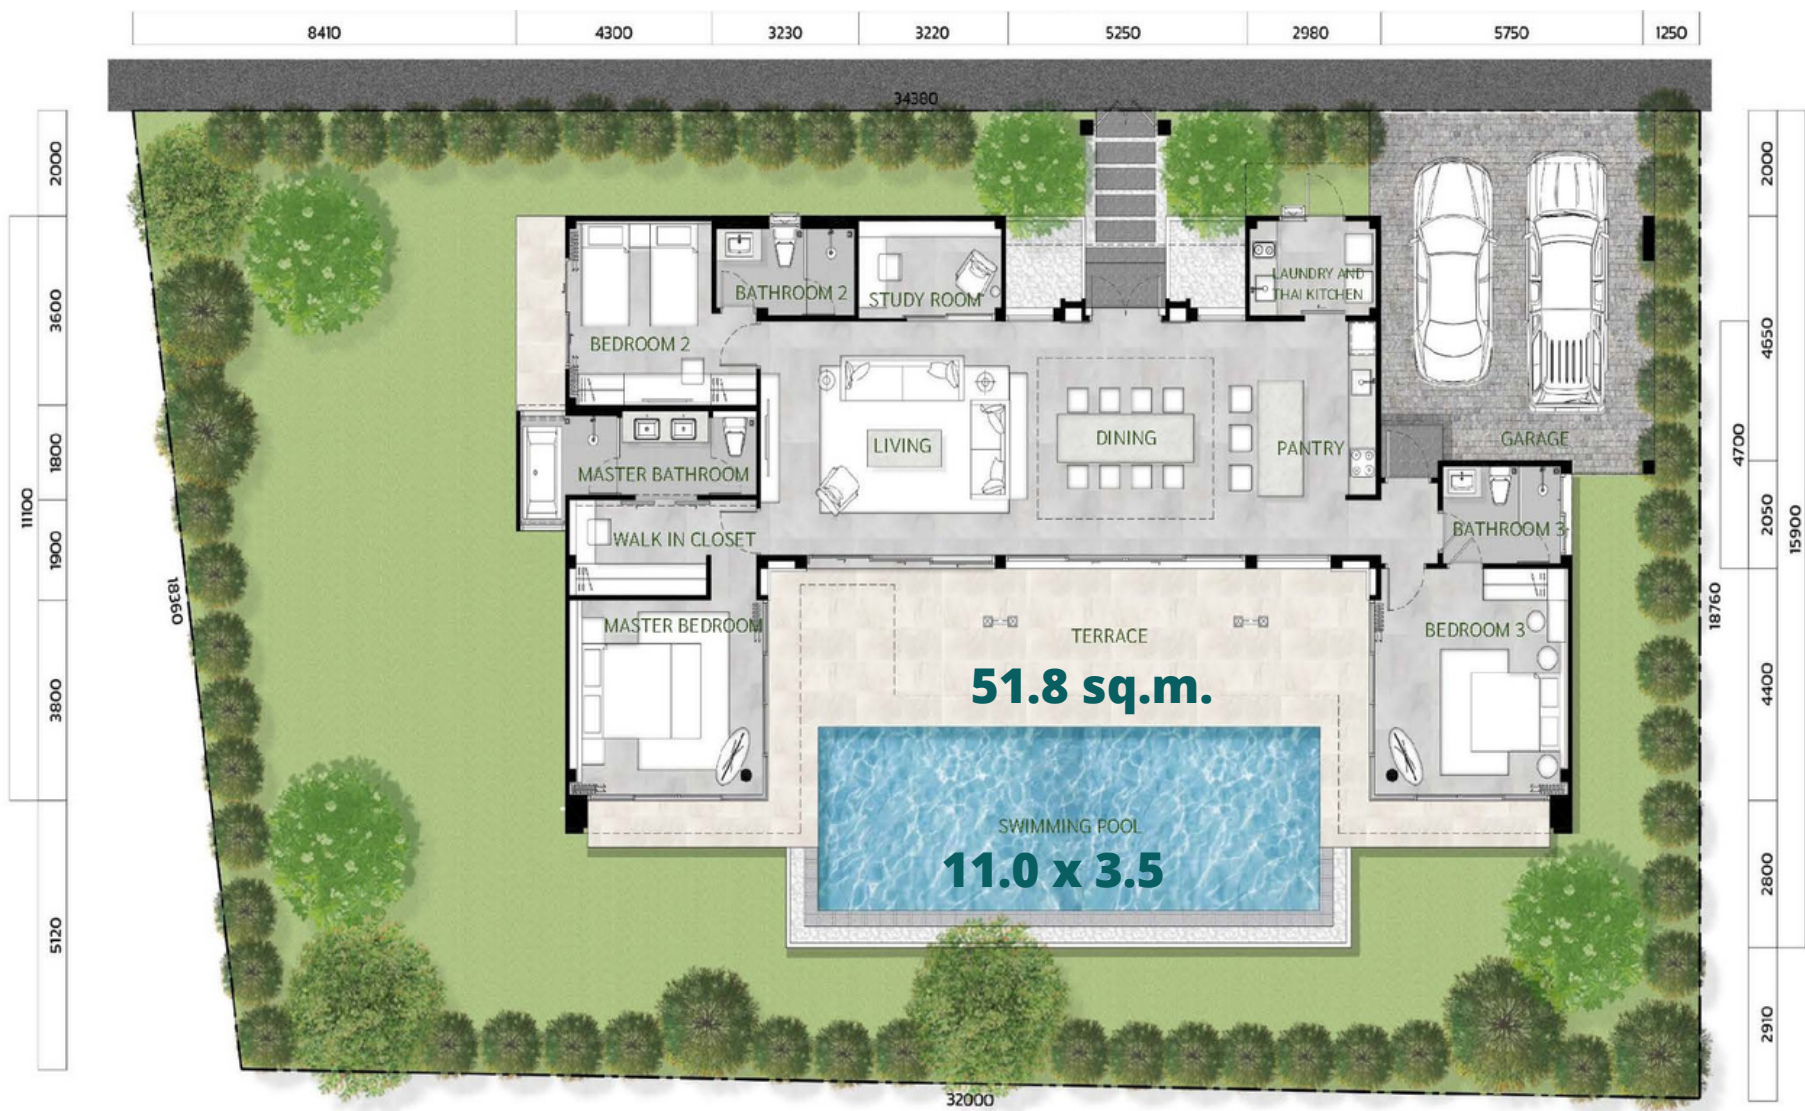 8410 4300 3230 3220 5250 2980 5750 1250
34380
2000
2000
3600
LAUNDRY AND
THAI KITCHEN
BATHROOM 2
STUDY ROOM
BEDROOM 2
4650
LIVING
DINING
PANTRY
GARAGE
1800
4700
MASTER BATHROOM
11100
BATHROOM 3
2050
15900
WALK IN CLOSET
1900
18360
18760
MASTER BEDROOM
TERRACE
BEDROOM 3
51.8 sq.m.
3800
4400
SWIMMING POOL
11.0 x 3.5
2800
5120
2910
32000